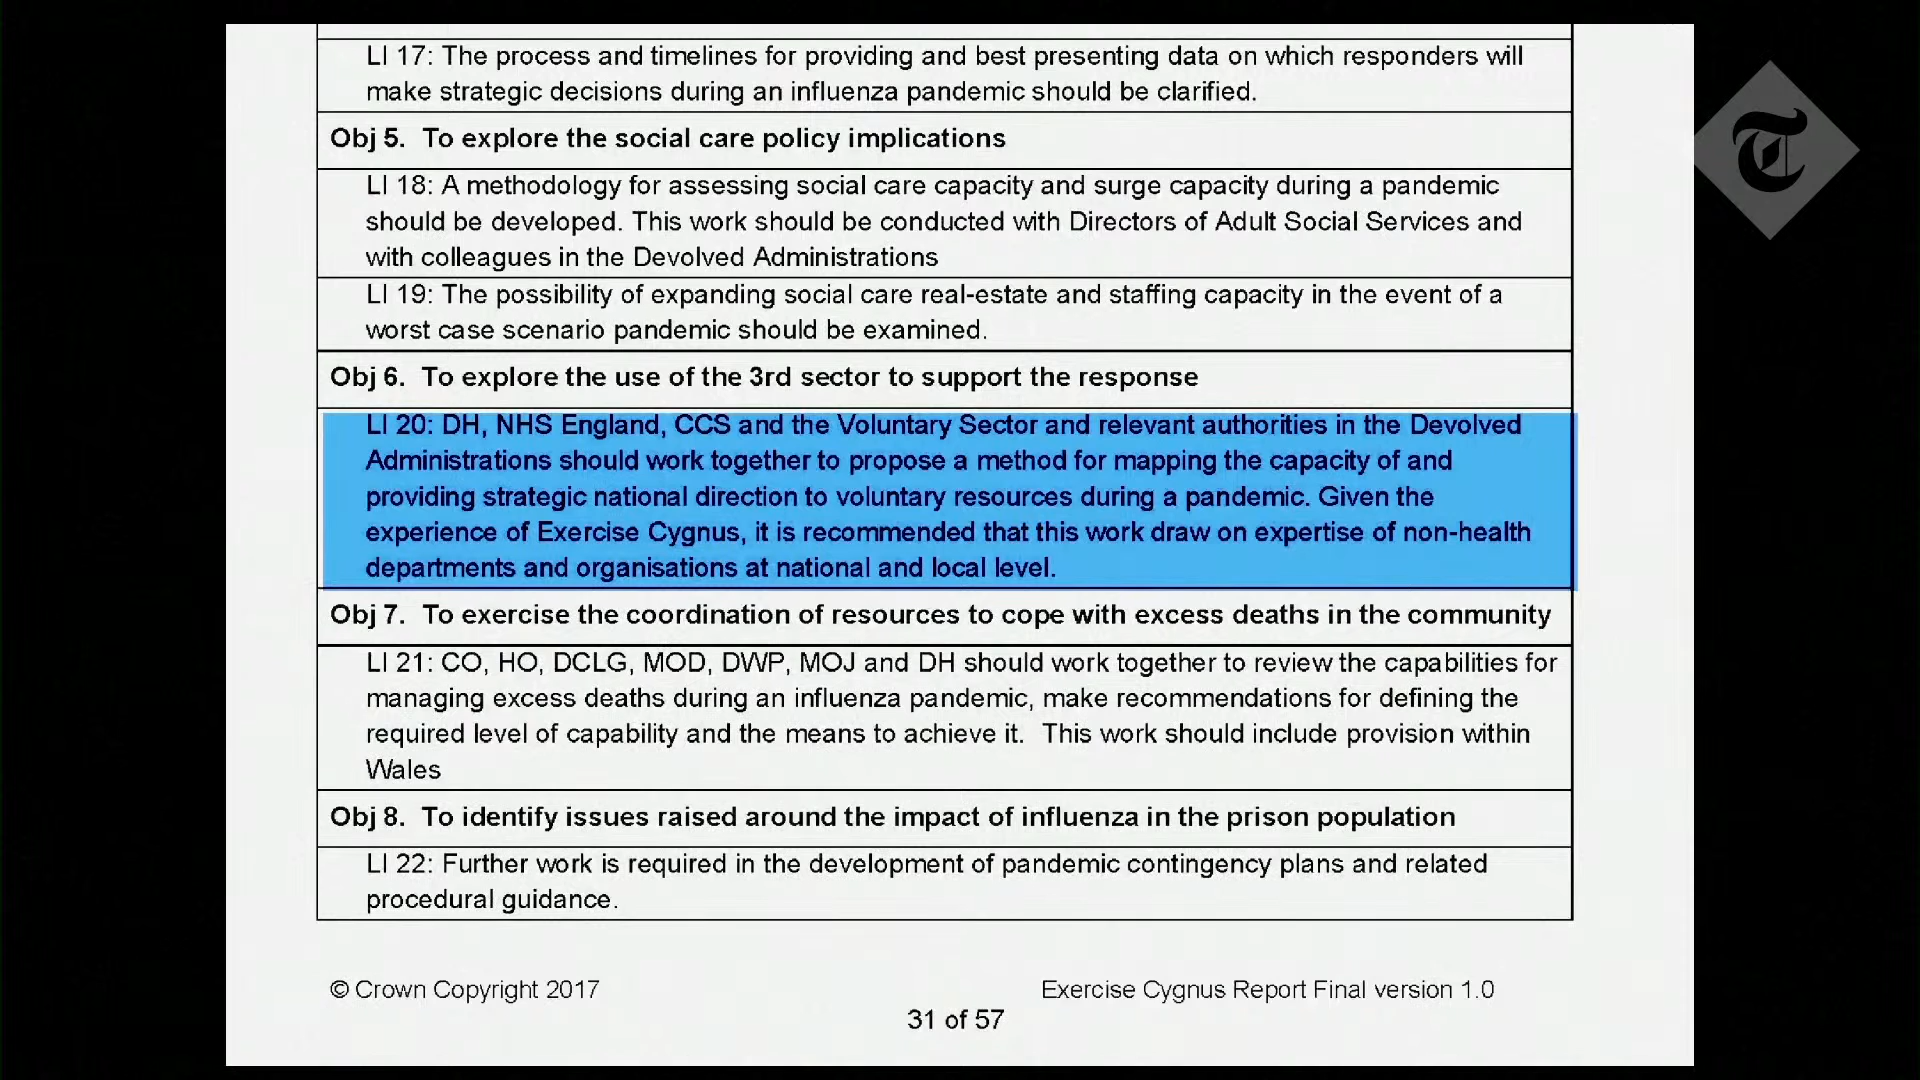 LI 17: The process and timelines for providing and best presenting data on which responders will
make strategic decisions during an influenza pandemic should be clarified.
Obj 5. To explore the social care policy implications
LI 18: A methodology for assessing social care capacity and surge capacity during a pandemic
should be developed. This work should be conducted with Directors of Adult Social Services and
with colleagues in the Devolved Administrations
LI 19: The possibility of expanding social care real-estate and staffing capacity in the event of a
worst case scenario pandemic should be examined.
Obj 6. To explore the use of the 3rd sector to support the response
LI 20: DH, NHS England, CCS and the Voluntary Sector and relevant authorities in the Devolved
Administrations should work together to propose a method for mapping the capacity of and
providing strategic national direction to voluntary resources during a pandemic. Given the
experience of Exercise Cygnus, it is recommended that this work draw on expertise of non-health
departments and organisations at national and local level.
Obj 7. To exercise the coordination of resources to cope with excess deaths in the community
LI 21: CO, HO, DCLG, MOD, DWP, MOJ and DH should work together to review the capabilities for
managing excess deaths during an influenza pandemic, make recommendations for defining the
required level of capability and the means to achieve it. This work should include provision within
Wales
Obj 8. To identify issues raised around the impact of influenza in the prison population
LI 22: Further work is required in the development of pandemic contingency plans and related
procedural guidance.
© Crown Copyright 2017
Exercise Cygnus Report Final version 1.0
31 of 57
T